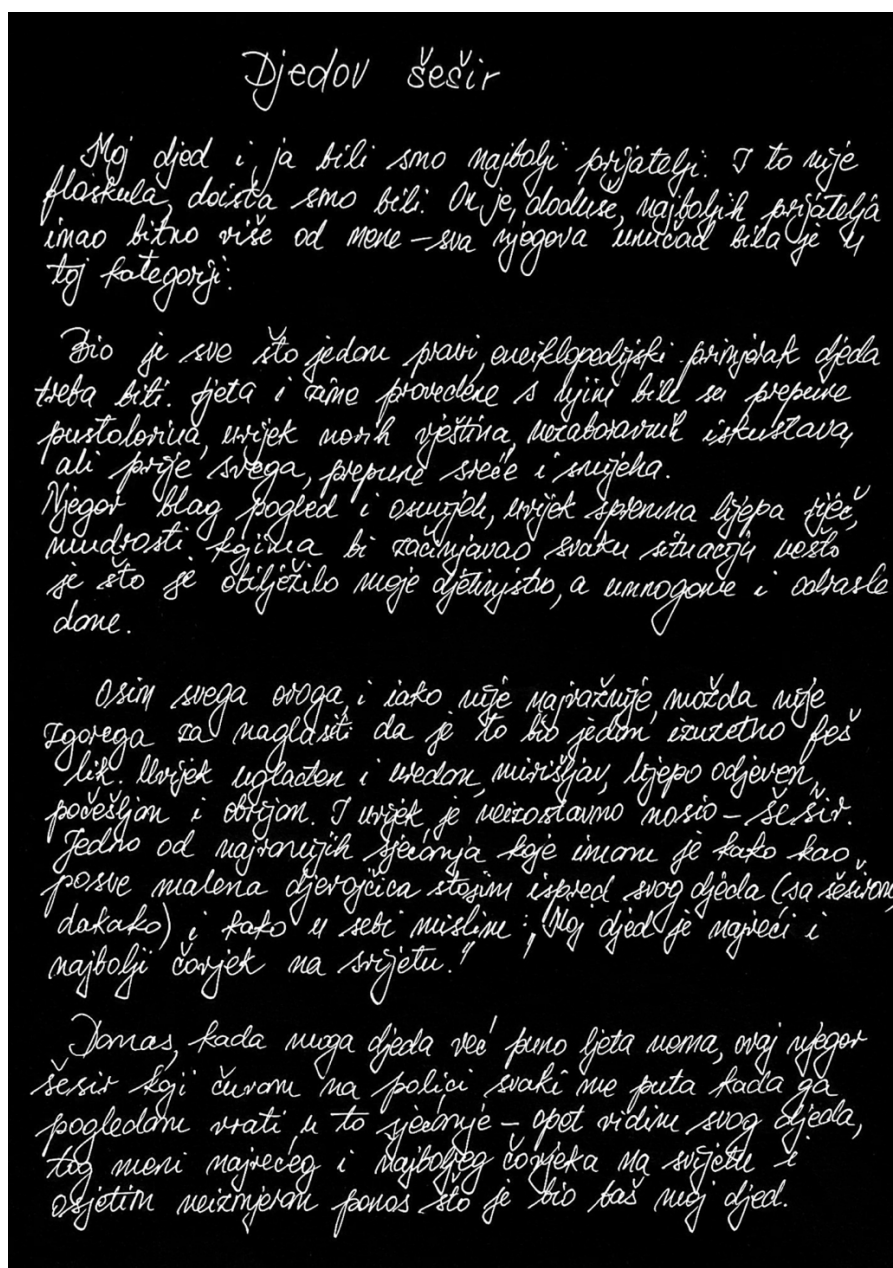 Djedov šešir
Moj djed i ja bili smo najbolji prijatelji. I to nije
floskula, doista smo bili. On je, doduše, najboljih prijatelja
imao bitno više od mene – sva njegova unučad bila je u
toj kategoriji.
Bio je sve što jedan pravi, enciklopedijski primjerak djeda
treba biti. Ljeta i zime provedene s njim bile su prepune
pustolovina, uvijek novih vještina, nezaboravnih iskustava,
ali prije svega, prepune sreće i smijeha.
Njegov blag pogled i osmijeh, uvijek spremna lijepa riječ,
mudrosti kojima bi začinjavao svaku situaciju nešto
je što je obilježilo moje djetinjstvo, a umnogome i odrasle
dane.
Osim svega ovoga, i iako nije najvažnije, možda nije
zgorega za naglasiti da je to bio jedan izuzetno feš
lik. Uvijek uglađen i uredan, mirišljav, lijepo odjeven,
počešljan i obrijan. I uvijek je neizostavno nosio – šešir.
Jedno od najranijih sjećanja koje imam je kako kao
posve malena djevojčica stojim ispred svog djeda (sa šeširom,
dakako) i kako u sebi mislim: „Moj djed je najveći i
najbolji čovjek na svijetu."
Danas, kada moga djeda već puno ljeta nema, ovaj njegov
šešir koji čuvam na polici svaki me puta kada ga
pogledam vrati u to sjećanje – opet vidim svog djeda,
tog meni najvećeg i najboljeg čovjeka na svijetu i
osjetim neizmjeran ponos što je bio baš moj djed.